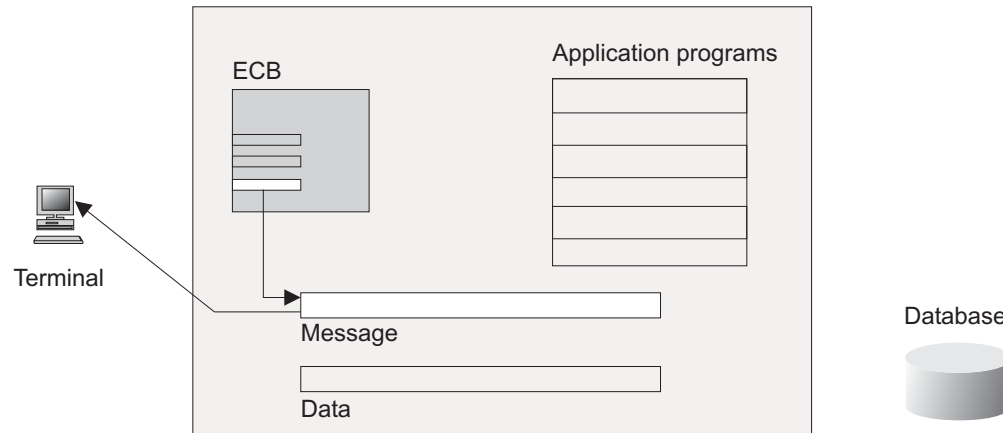 Application programs
ECB
Terminal
Message
Database
Data